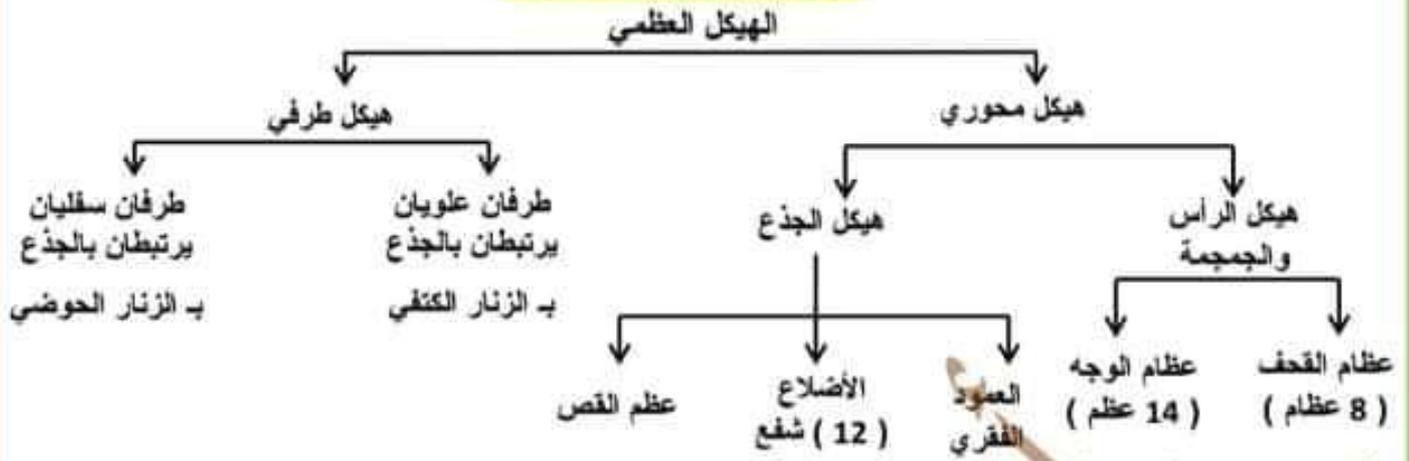 الهيكل العظمي
هيكل محوري
هيكل طرفي
هيكل الرأس
والجمجمة
هيكل الجذع
طرفان علويان
يرتبطان بالجذع
بـ الزنار الكتفي
طرفان سفليان
يرتبطان بالجذع
بـ الزنار الحوضي
عظام القحف
( 8 عظام )
عظام الوجه
( 14 عظم )
العمود
الفقري
الأضلاع
( 12 ) شفع
عظم القص